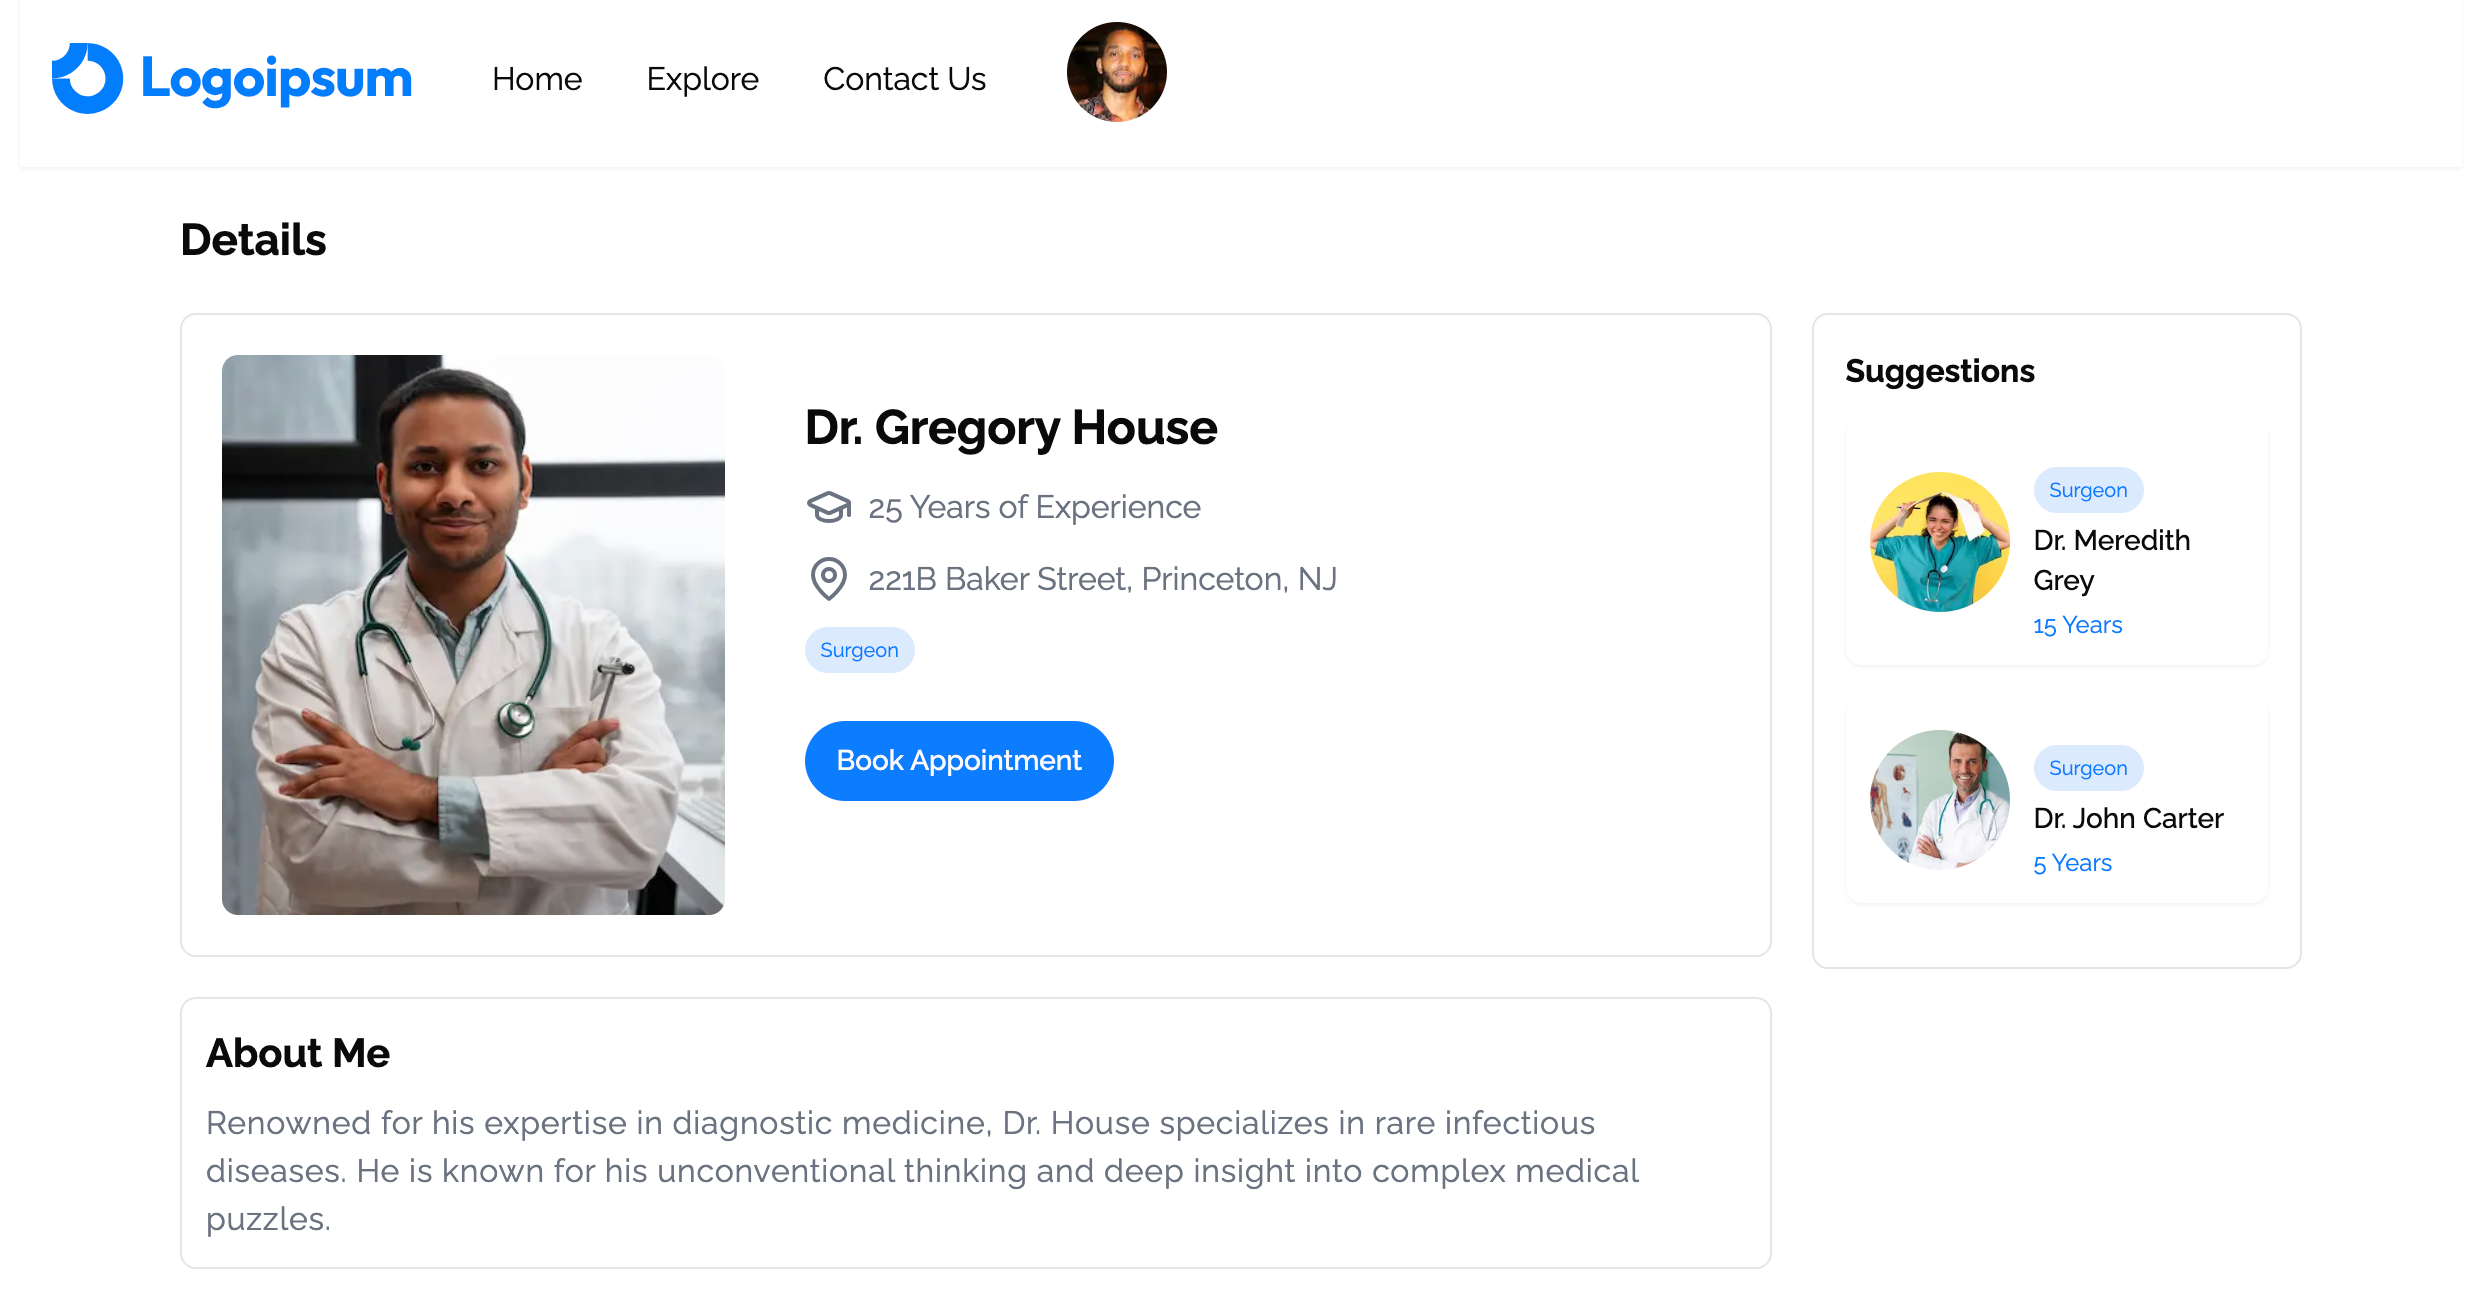 Logoipsum
Home
Explore
Contact Us
Details
Dr. Gregory House
25 Years of Experience
221B Baker Street, Princeton, NJ
Surgeon
Book Appointment
About Me
Renowned for his expertise in diagnostic medicine, Dr. House specializes in rare infectious
diseases. He is known for his unconventional thinking and deep insight into complex medical
puzzles.
Suggestions
Surgeon
Dr. Meredith
Grey
15 Years
Surgeon
Dr. John Carter
5 Years